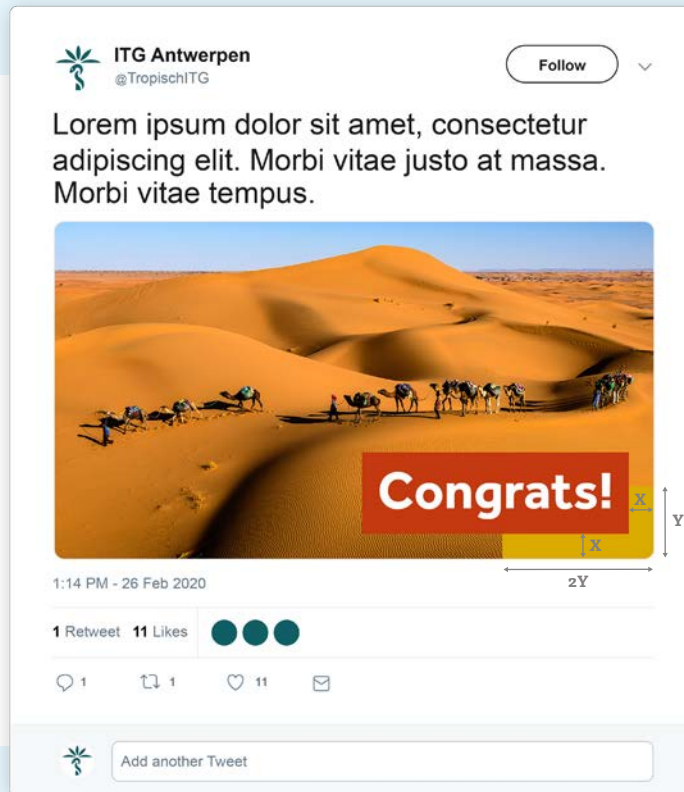 ITG Antwerpen
@TropischITG
Follow
Lorem ipsum dolor sit amet, consectetur
adipiscing elit. Morbi vitae justo at massa.
Morbi vitae tempus.
Congrats!
X
Y
X
2Y
1:14 PM - 26 Feb 2020
1 Retweet 11 Likes
1 1 11
Add another Tweet